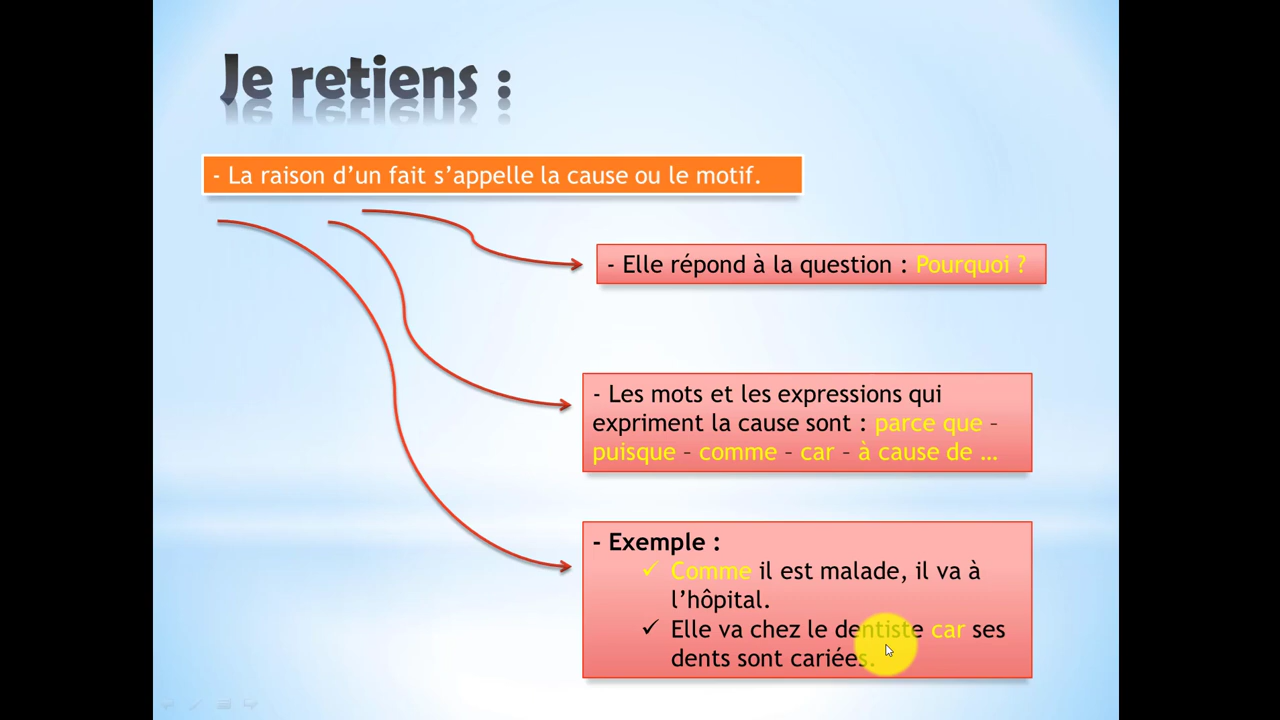 Je retiens :
- La raison d’un fait s’appelle la cause ou le motif.
- Elle répond à la question : Pourquoi ?
- Les mots et les expressions qui
expriment la cause sont : parce que –
puisque – comme – car – à cause de …
- Exemple :
✓ Comme il est malade, il va à
l’hôpital.
✓ Elle va chez le dentiste car ses
dents sont cariées.